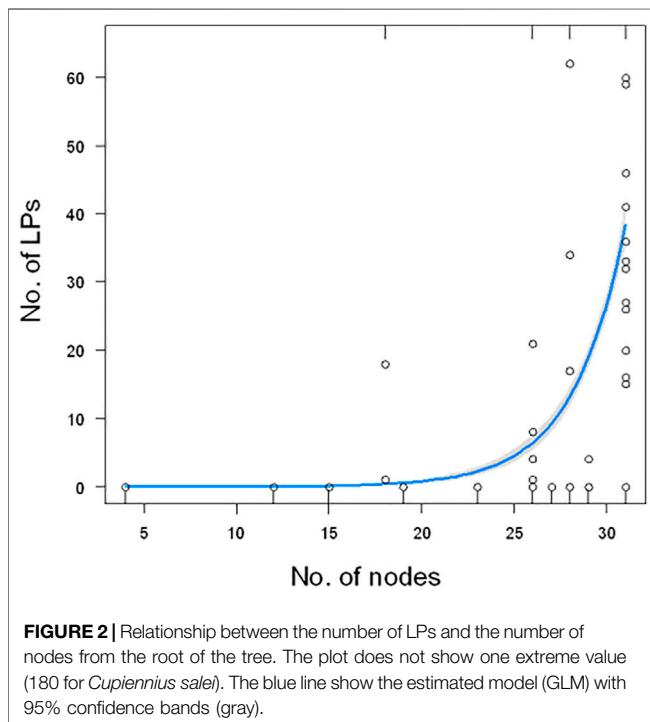 No. of LPs
60
50
40
30
20
10
0
5
10
15
20
25
30
No. of nodes
FIGURE 2 | Relationship between the number of LPs and the number of
nodes from the root of the tree. The plot does not show one extreme value
(180 for Cupiennius salei). The blue line show the estimated model (GLM) with
95% confidence bands (gray).